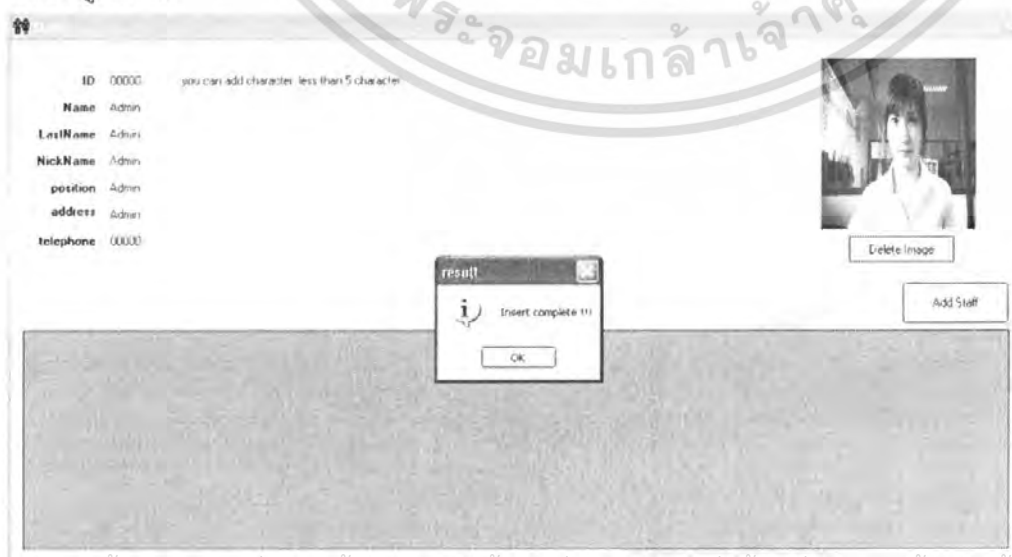 พระจอมเกล้าเจ้าคุ
ID 00000 you can add character less than 5 character
Name Admin
LastName Admin
NickName Admin
position Admin
address Admin
telephone 00000
Delete Image
result
Insert complete !!!
OK
Add Staff